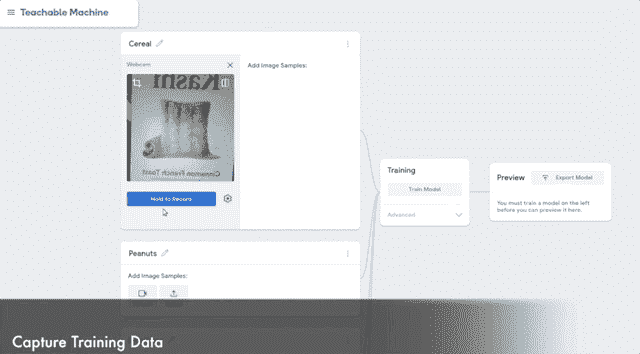 Teachable Machine
Cereal
Webcam
Add Image Samples:
Kashi
Cinnamon French Toast
Hold to Record
Training
Train Model
Advanced
Preview
Export Model
You must train a model on the left
before you can preview it here.
Peanuts
Add Image Samples:
Capture Training Data